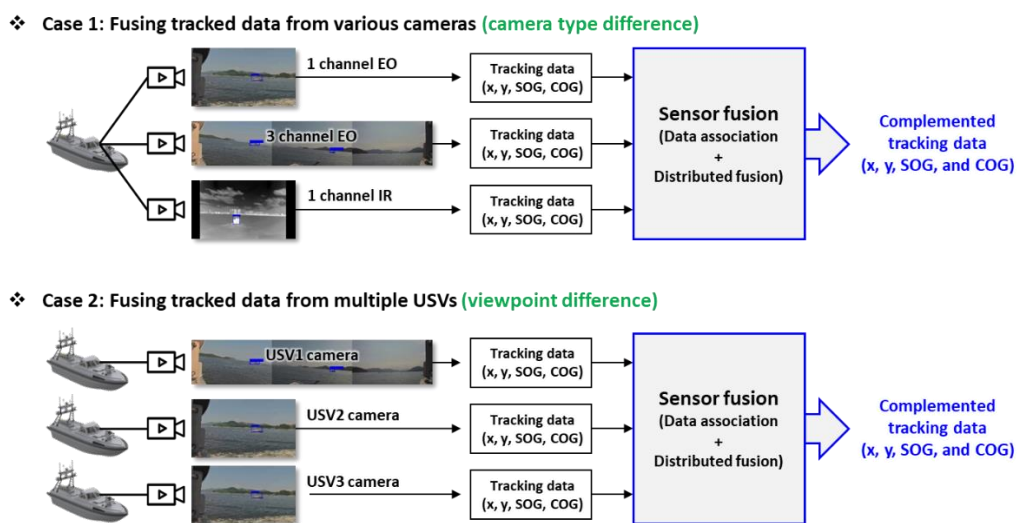 ❖ Case 1: Fusing tracked data from various cameras (camera type difference)
1 channel EO
Tracking data
(x, y, SOG, COG)
3 channel EO
Tracking data
(x, y, SOG, COG)
1 channel IR
Tracking data
(x, y, SOG, COG)
Sensor fusion
(Data association
+
Distributed fusion)
Complemented
tracking data
(x, y, SOG, and COG)
❖ Case 2: Fusing tracked data from multiple USVs (viewpoint difference)
USV1 camera
Tracking data
(x, y, SOG, COG)
USV2 camera
Tracking data
(x, y, SOG, COG)
USV3 camera
Tracking data
(x, y, SOG, COG)
Sensor fusion
(Data association
+
Distributed fusion)
Complemented
tracking data
(x, y, SOG, and COG)